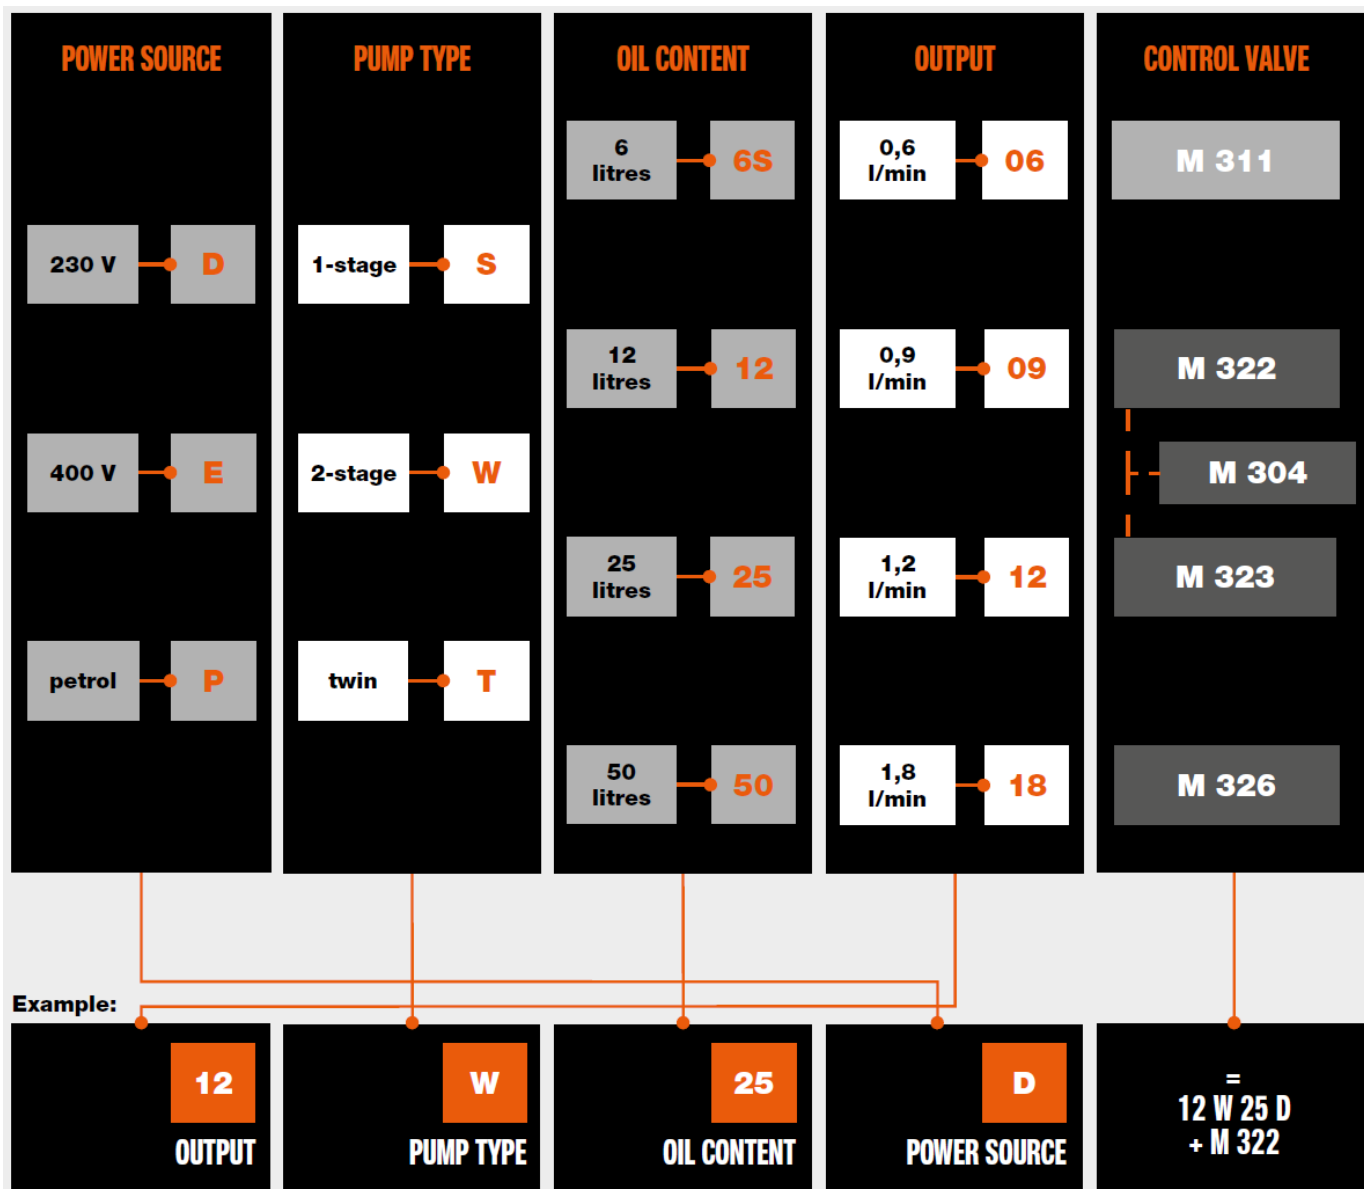 POWER SOURCE
230 V
D
400 V
E
petrol
P
PUMP TYPE
1-stage
S
2-stage
W
twin
T
OIL CONTENT
6
litres
6S
12
litres
12
25
litres
25
50
litres
50
OUTPUT
0,6
l/min
06
0,9
l/min
09
1,2
l/min
12
1,8
l/min
18
CONTROL VALVE
M 311
M 322
M 304
M 323
M 326
Example:
12
OUTPUT
W
PUMP TYPE
25
OIL CONTENT
D
POWER SOURCE
=
12 W 25 D
+ M 322